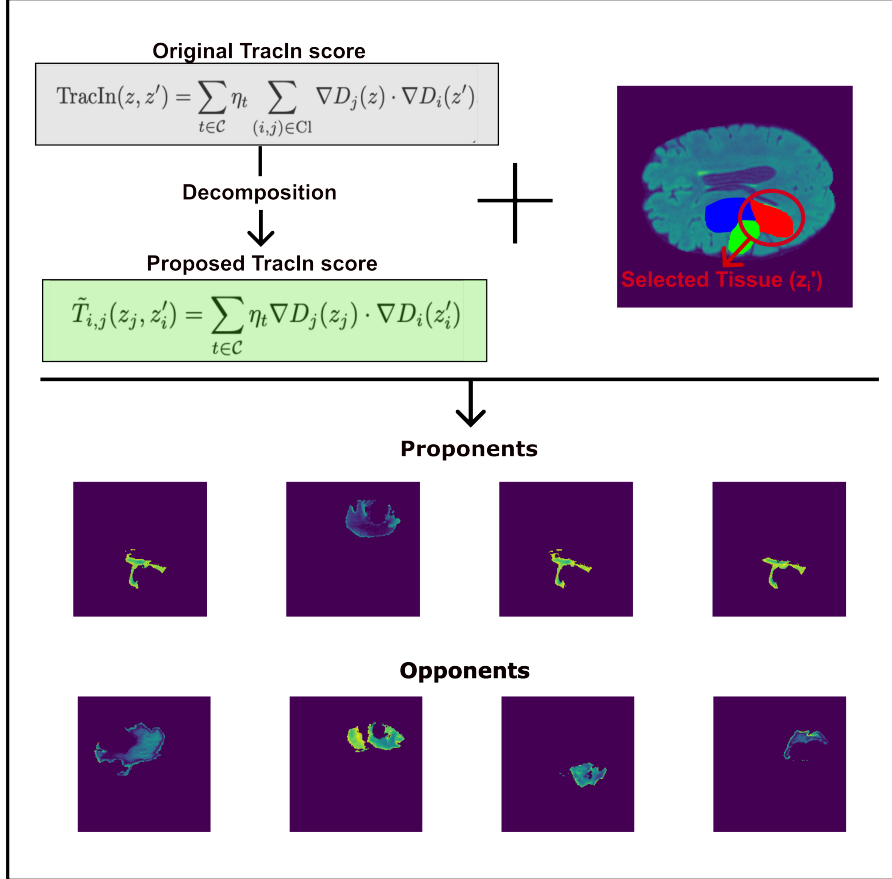 Original TracIn score
TracIn(z, z′) = ∑_{t∈𝒞} η_t ∑_{(i,j)∈Cl} ∇D_j(z) · ∇D_i(z′)
Decomposition
Proposed TracIn score
T̃_{i,j}(z_j, z′_i) = ∑_{t∈𝒞} η_t ∇D_j(z_j) · ∇D_i(z′_i)
Selected Tissue (z_i')
Proponents
Opponents